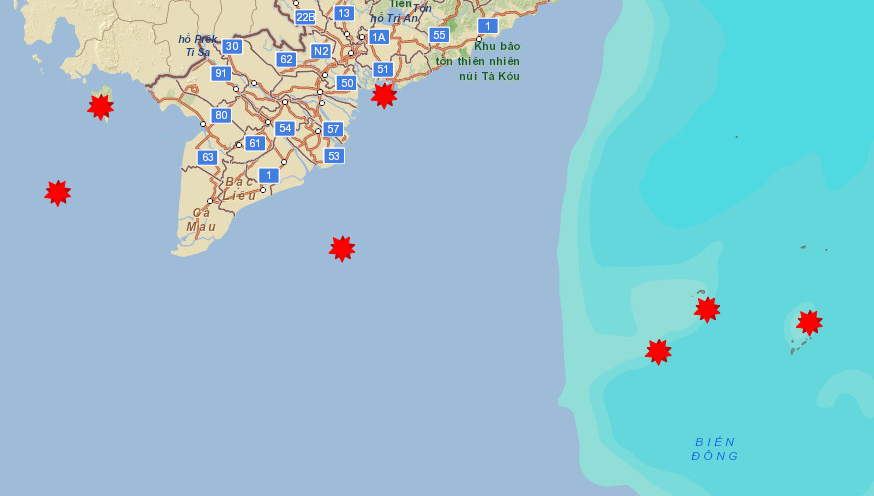 Tiên
Tôn
hồ Trị An
13
22B
1
1A
55
Khu bảo
tồn thiên nhiên
núi Tà Kóu
hồ Prek
Ti Sa
30
N2
62
51
91
50
80
54
57
61
63
53
1
Bạc
Liêu
Cà
Mau
BIỂN
ĐÔNG